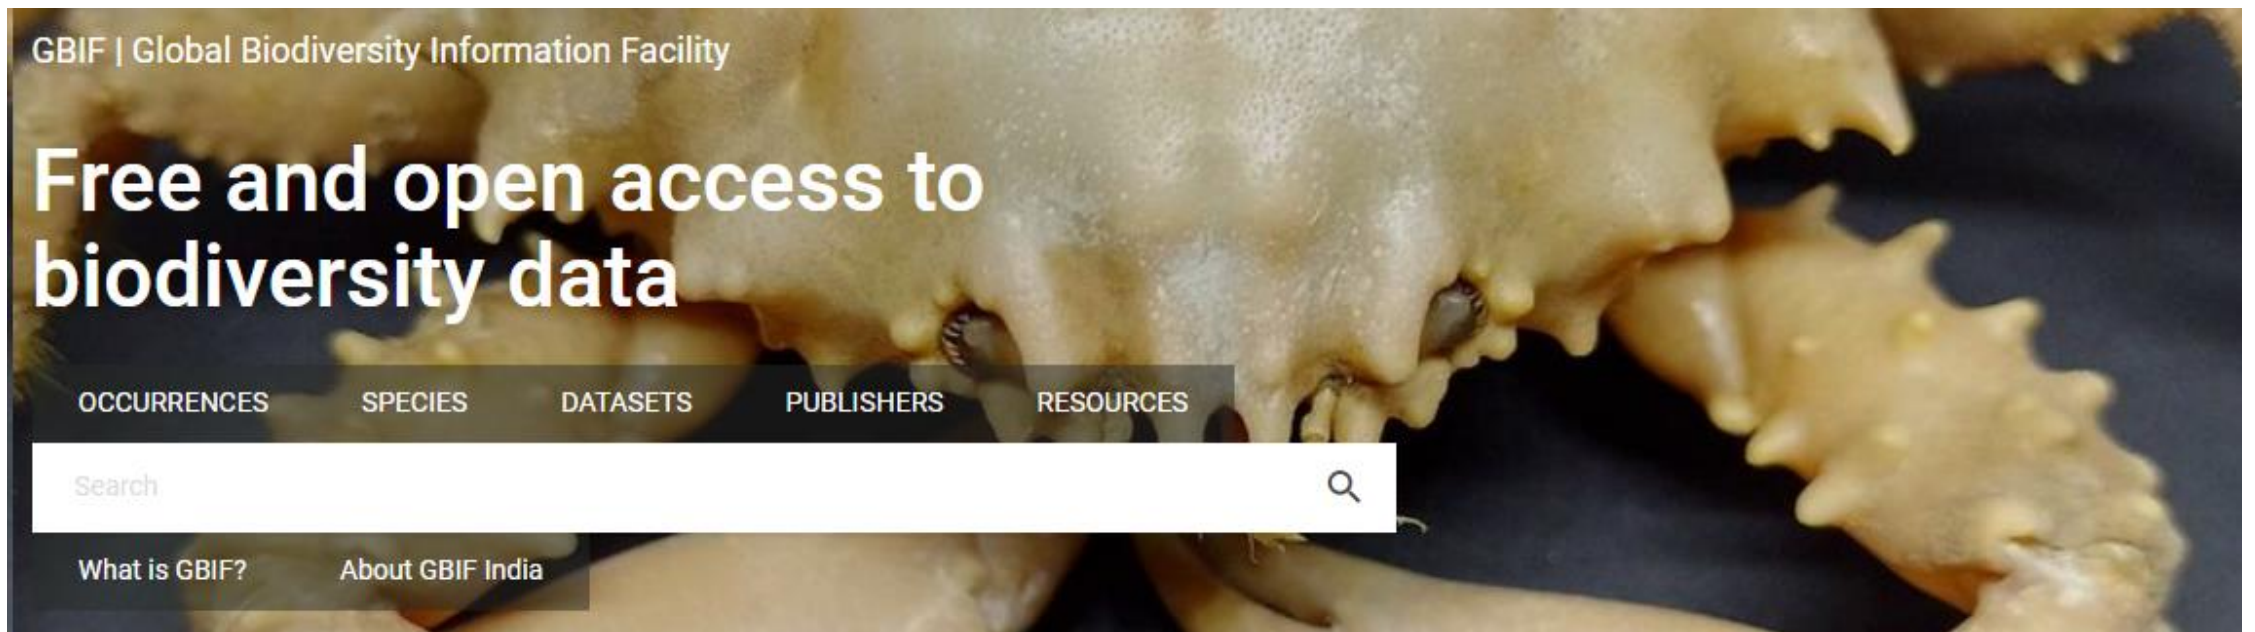 GBIF | Global Biodiversity Information Facility
Free and open access to
biodiversity data
OCCURRENCES SPECIES DATASETS PUBLISHERS RESOURCES
Search
What is GBIF? About GBIF India